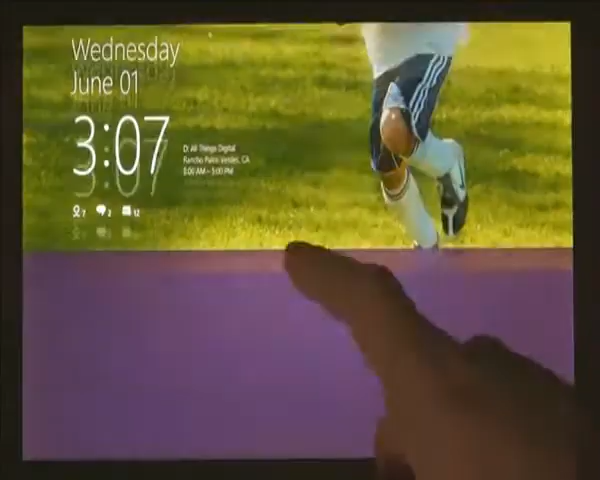 Wednesday
June 01
3:07
D: All Things Digital
Rancho Palos Verdes, CA
8:00 AM – 5:00 PM
7 2 12